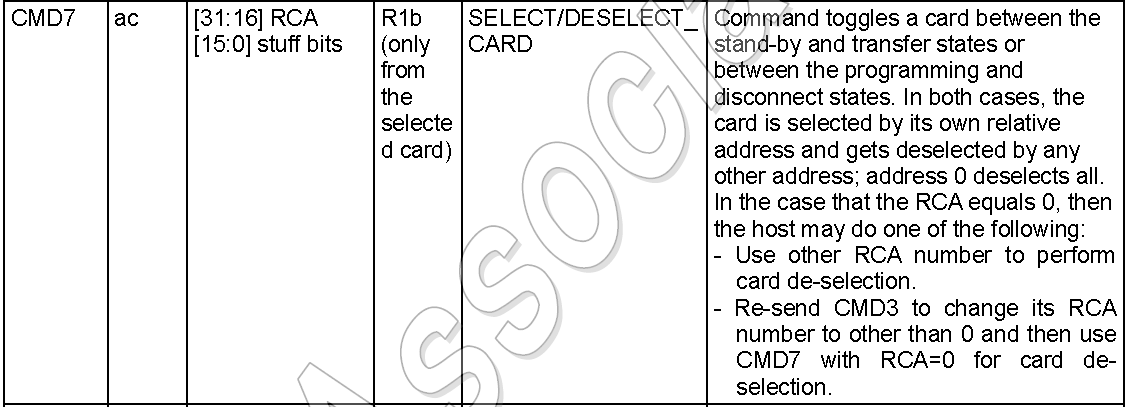 CMD7
ac
[31:16] RCA
[15:0] stuff bits
R1b
(only
from
the
selecte
d card)
SELECT/DESELECT_
CARD
Command toggles a card between the
stand-by and transfer states or
between the programming and
disconnect states. In both cases, the
card is selected by its own relative
address and gets deselected by any
other address; address 0 deselects all.
In the case that the RCA equals 0, then
the host may do one of the following:
- Use other RCA number to perform
card de-selection.
- Re-send CMD3 to change its RCA
number to other than 0 and then use
CMD7 with RCA=0 for card de-
selection.